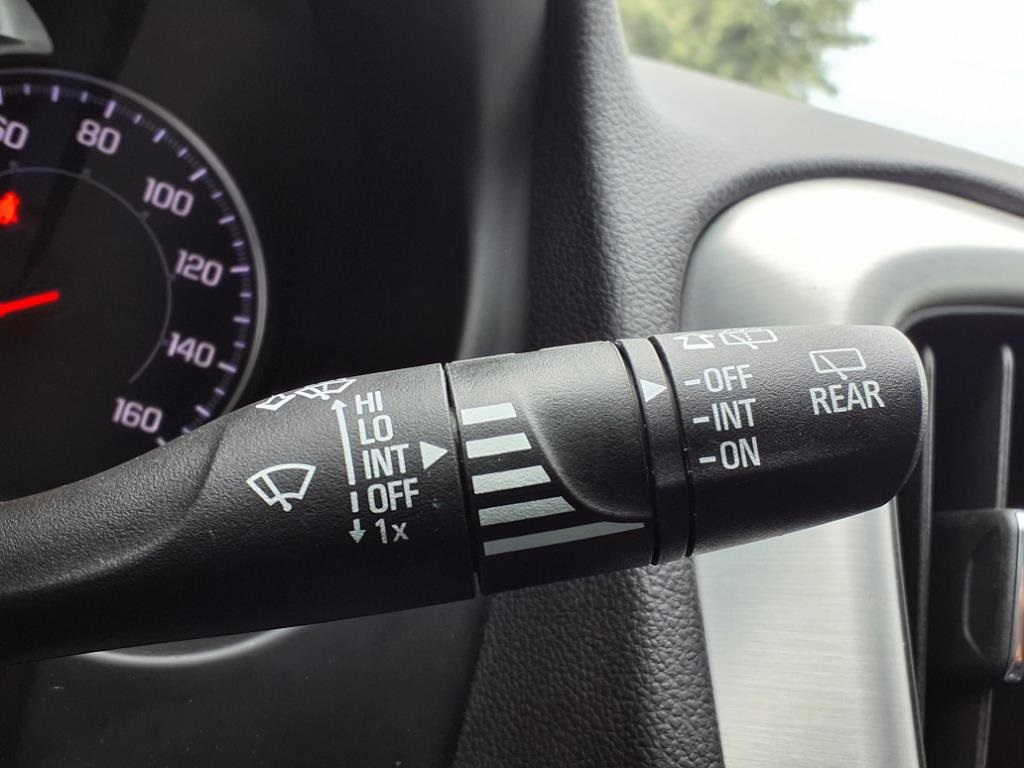 60
80
100
120
140
160
HI
LO
INT
OFF
1x
-OFF
-INT
-ON
REAR